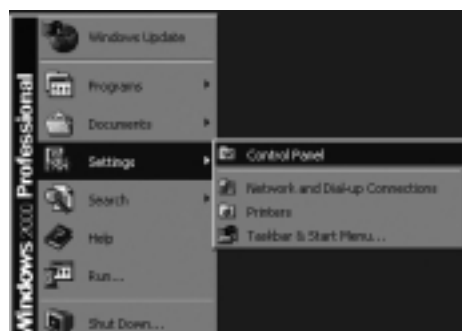 Windows 2000 Professional
Windows Update
Programs
Documents
Settings
Search
Help
Run...
Shut Down...
Control Panel
Network and Dial-up Connections
Printers
Taskbar & Start Menu...